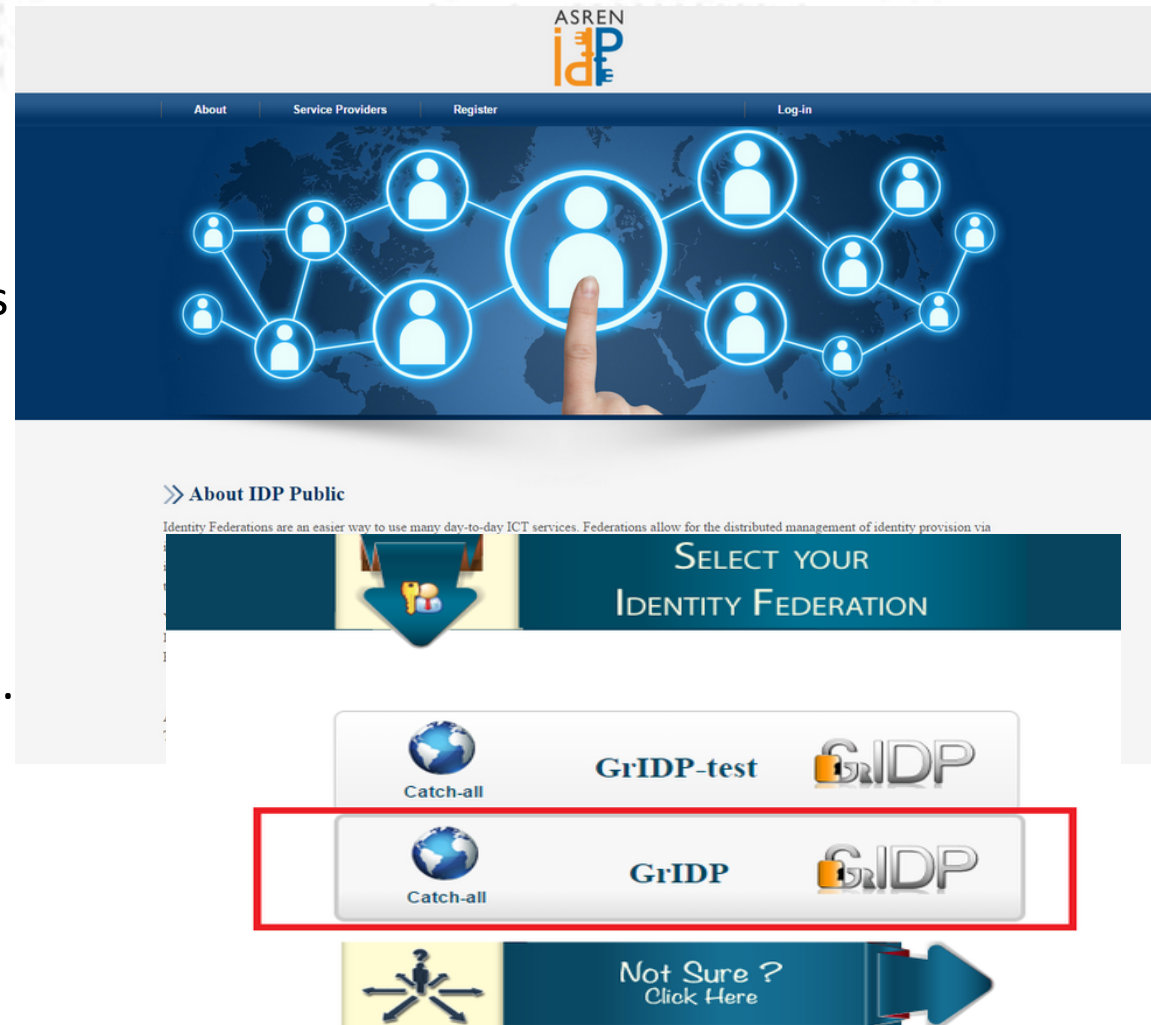 ASREN
idp
About Service Providers Register Log-in
s
About IDP Public
Identity Federations are an easier way to use many day-to-day ICT services. Federations allow for the distributed management of identity provision via
SELECT YOUR
IDENTITY FEDERATION
.
Catch-all GrIDP-test GrIDP
Catch-all GrIDP GrIDP
?
Not Sure ?
Click Here